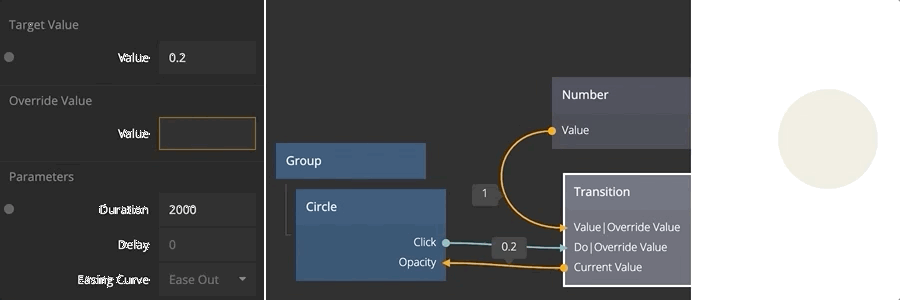 Target Value
Value 0.2
Override Value
Value
Parameters
Duration 2000
Delay 0
Easing Curve Ease Out
Group
Circle
Click
Opacity
1
0.2
Number
Value
Transition
Value|Override Value
Do|Override Value
Current Value